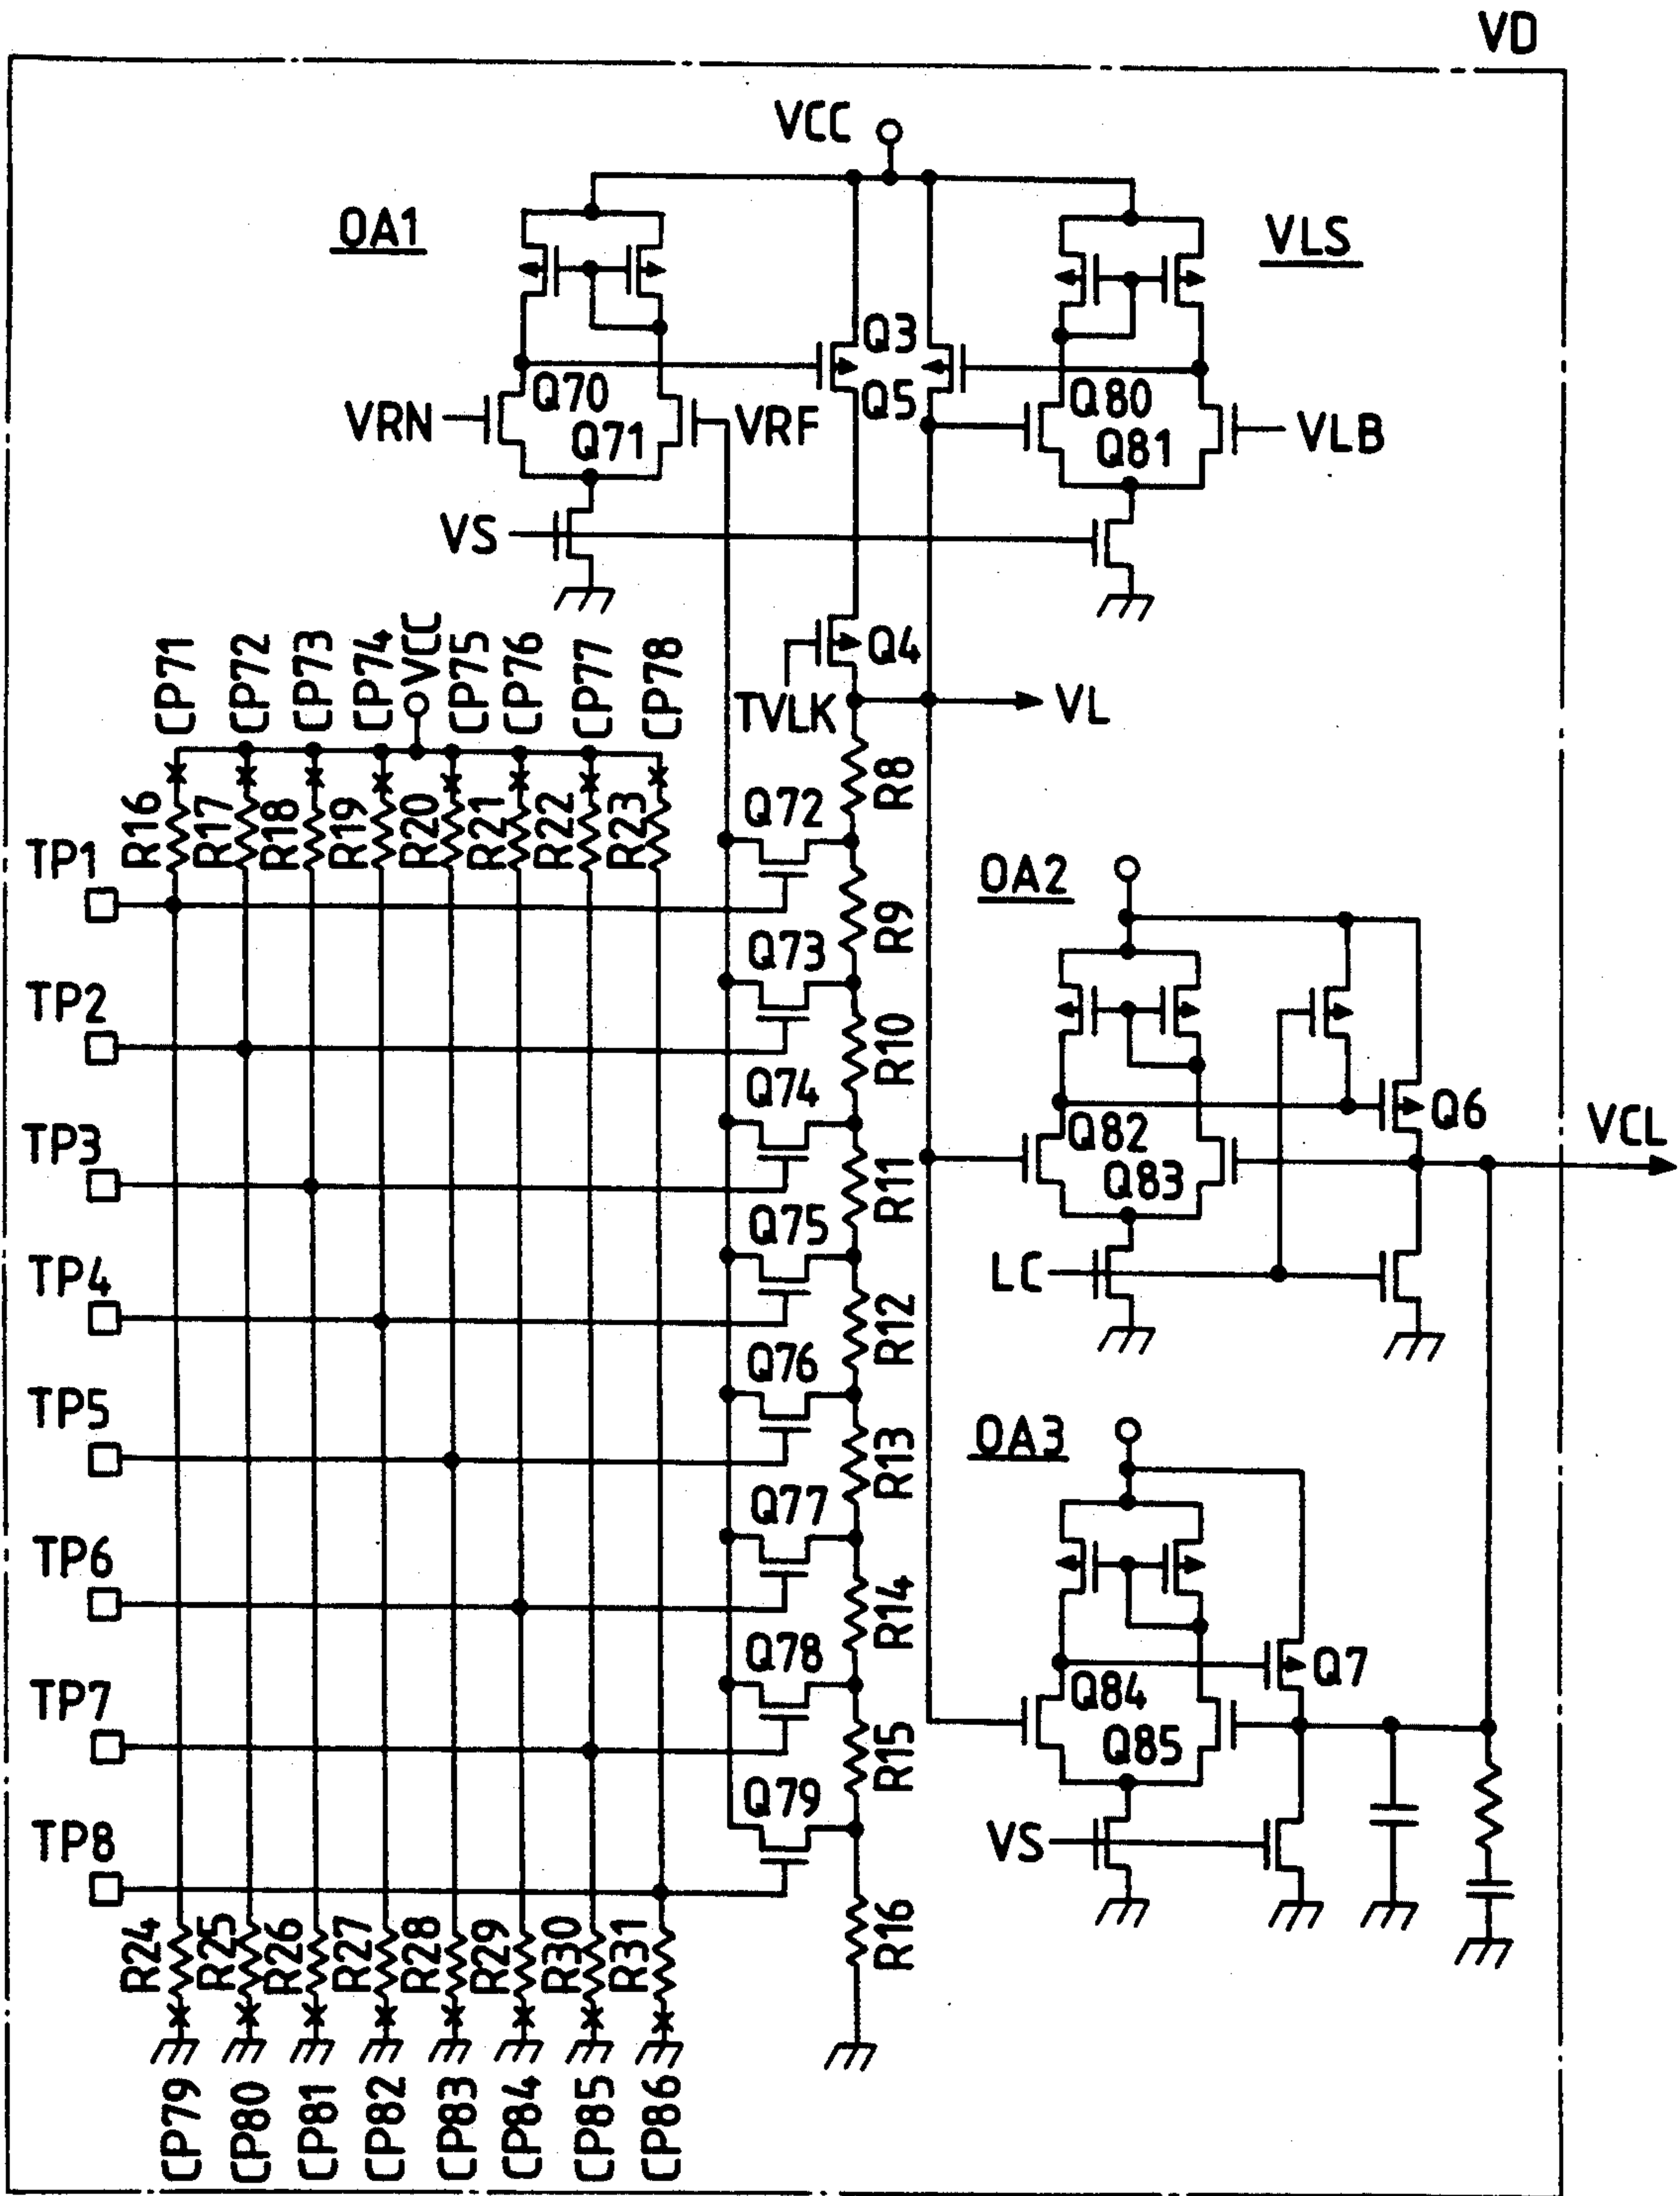 VD
VCC
OA1
VLS
Q3
Q5
Q70
Q71
Q80
Q81
VRN
VRF
VLB
VS
Q4
TVLK
VL
CP71
CP72
CP73
CP74
VCC
CP75
CP76
CP77
CP78
R16
R17
R18
R19
R20
R21
R22
R23
R8
Q72
TP1
R9
OA2
Q73
TP2
R10
Q74
Q6
Q82
Q83
VCL
TP3
R11
Q75
TP4
LC
R12
Q76
TP5
R13
OA3
Q77
TP6
R14
Q78
Q7
Q84
Q85
TP7
R15
Q79
TP8
VS
R16
R24
R25
R26
R27
R28
R29
R30
R31
CP79
CP80
CP81
CP82
CP83
CP84
CP85
CP86